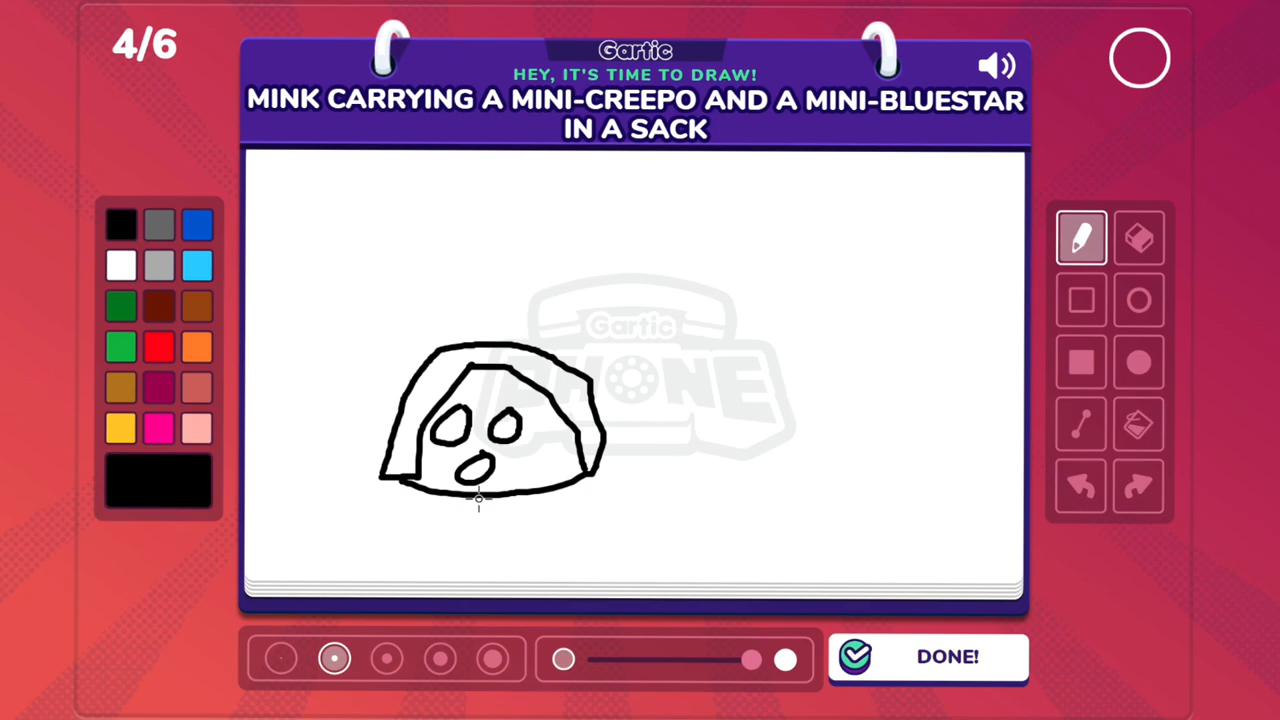 4/6
Gartic
HEY, IT'S TIME TO DRAW!
MINK CARRYING A MINI-CREEPO AND A MINI-BLUESTAR
IN A SACK
Gartic
PHONE
DONE!